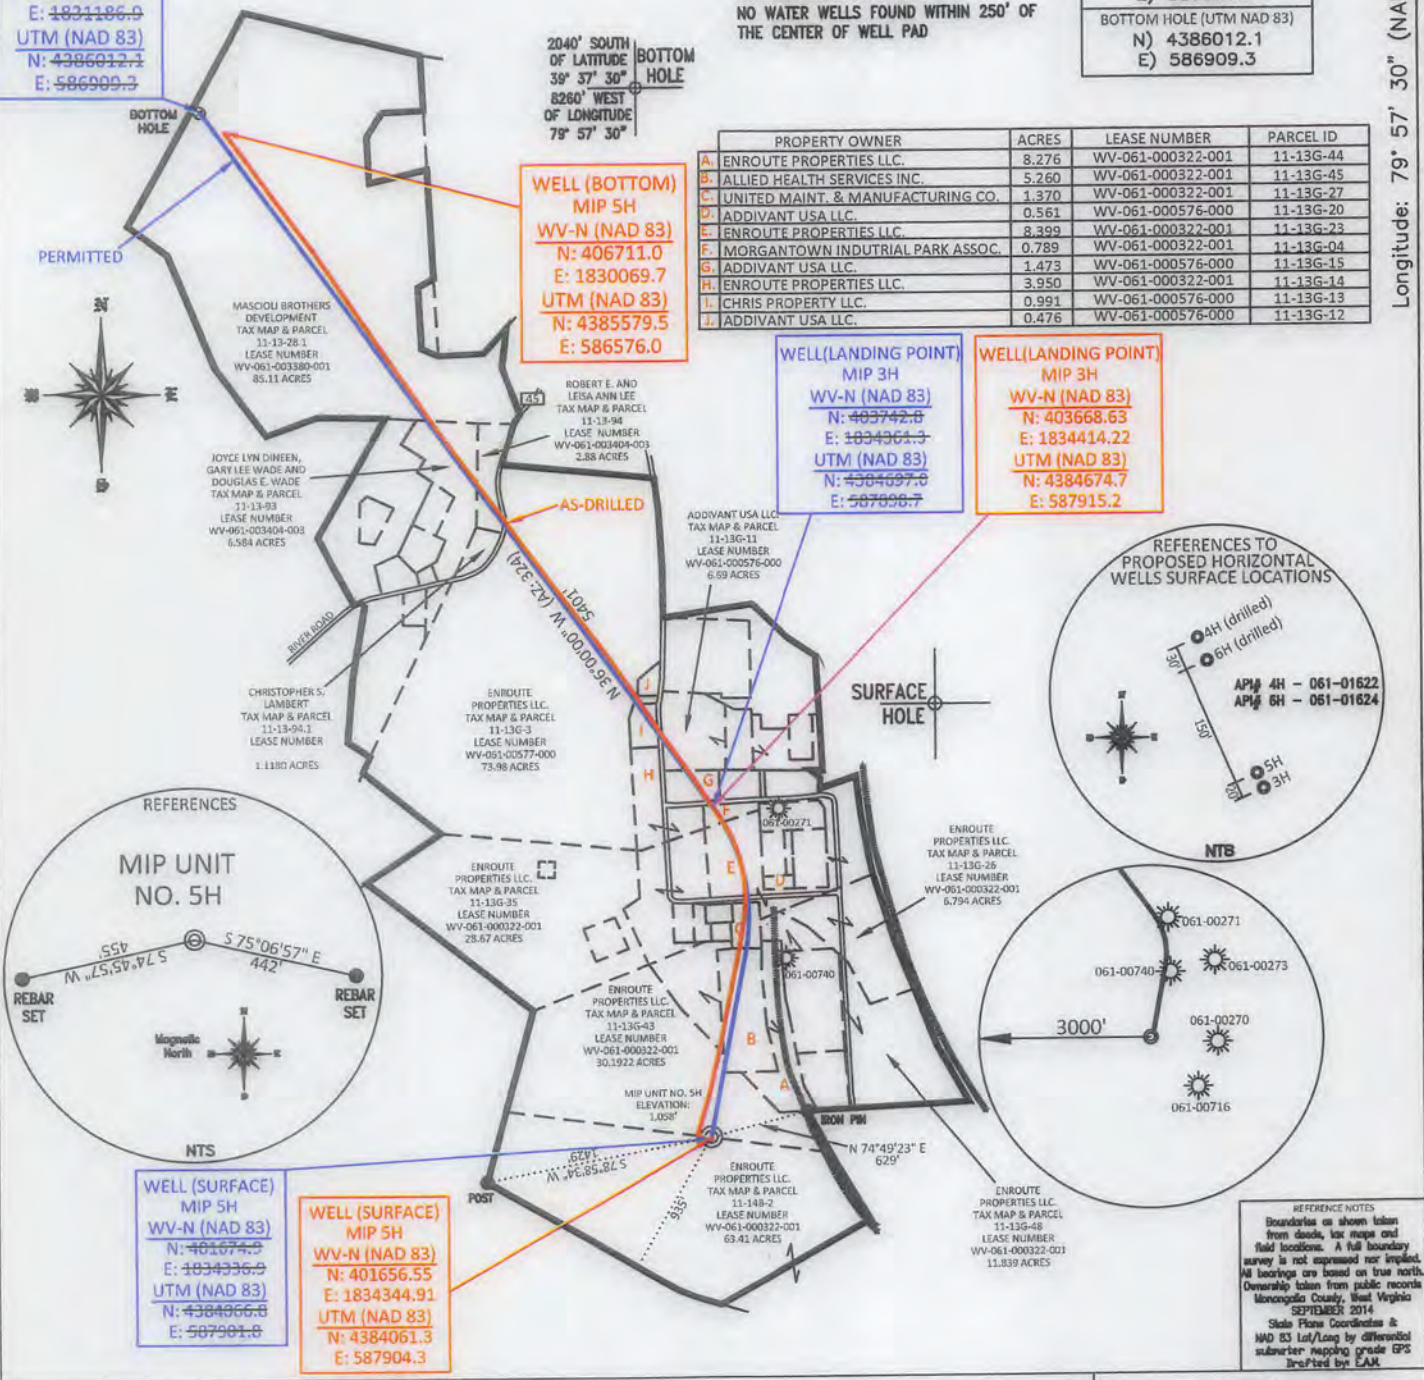 E: 1831186.9
UTM (NAD 83)
N: 4386012.1
E: 586909.3
BOTTOM
HOLE
PERMITTED
2040' SOUTH
OF LATITUDE
39° 37' 30"
8260' WEST
OF LONGITUDE
79° 57' 30"
BOTTOM
HOLE
NO WATER WELLS FOUND WITHIN 250' OF
THE CENTER OF WELL PAD
BOTTOM HOLE (UTM NAD 83)
N) 4386012.1
E) 586909.3
Longitude: 79° 57' 30" (NA
PROPERTY OWNER ACRES LEASE NUMBER PARCEL ID
A. ENROUTE PROPERTIES LLC. 8.276 WV-061-000322-001 11-13G-44
B. ALLIED HEALTH SERVICES INC. 5.260 WV-061-000322-001 11-13G-45
C. UNITED MAINT. & MANUFACTURING CO. 1.370 WV-061-000322-001 11-13G-27
D. ADDIVANT USA LLC. 0.561 WV-061-000576-000 11-13G-20
E. ENROUTE PROPERTIES LLC. 8.399 WV-061-000322-001 11-13G-23
F. MORGANTOWN INDUTRIAL PARK ASSOC. 0.789 WV-061-000322-001 11-13G-04
G. ADDIVANT USA LLC. 1.473 WV-061-000576-000 11-13G-15
H. ENROUTE PROPERTIES LLC. 3.950 WV-061-000322-001 11-13G-14
I. CHRIS PROPERTY LLC. 0.991 WV-061-000576-000 11-13G-13
J. ADDIVANT USA LLC. 0.476 WV-061-000576-000 11-13G-12
WELL (BOTTOM)
MIP 5H
WV-N (NAD 83)
N: 406711.0
E: 1830069.7
UTM (NAD 83)
N: 4385579.5
E: 586576.0
WELL(LANDING POINT)
MIP 3H
WV-N (NAD 83)
N: 403742.8
E: 1834361.3
UTM (NAD 83)
N: 4384697.0
E: 587898.7
WELL(LANDING POINT)
MIP 3H
WV-N (NAD 83)
N: 403668.63
E: 1834414.22
UTM (NAD 83)
N: 4384674.7
E: 587915.2
MASCIOLI BROTHERS
DEVELOPMENT
TAX MAP & PARCEL
11-13-28.1
LEASE NUMBER
WV-061-003380-001
85.11 ACRES
ROBERT E. AND
LEISA ANN LEE
TAX MAP & PARCEL
11-13-94
LEASE NUMBER
WV-061-003404-003
2.88 ACRES
45
JOYCE LYN DINEEN,
GARY LEE WADE AND
DOUGLAS E. WADE
TAX MAP & PARCEL
11-13-93
LEASE NUMBER
WV-061-003404-003
6.584 ACRES
AS-DRILLED
ADDIVANT USA LLC.
TAX MAP & PARCEL
11-13G-11
LEASE NUMBER
WV-061-000576-000
6.69 ACRES
N 36°00'00" W (AZ: 324)
5401'
RIVER ROAD
CHRISTOPHER S.
LAMBERT
TAX MAP & PARCEL
11-13-94.1
LEASE NUMBER
1.1180 ACRES
ENROUTE
PROPERTIES LLC.
TAX MAP & PARCEL
11-13G-3
LEASE NUMBER
WV-061-00577-000
73.98 ACRES
J
I
H
G
F
E
D
C
B
A
SURFACE
HOLE
REFERENCES TO
PROPOSED HORIZONTAL
WELLS SURFACE LOCATIONS
4H (drilled)
6H (drilled)
30'
API# 4H - 061-01622
API# 6H - 061-01624
150'
5H
3H
20'
NTS
REFERENCES
MIP UNIT
NO. 5H
S 74°45'57" W
455'
S 75°06'57" E
442'
REBAR
SET
REBAR
SET
Magnetic
North
NTS
ENROUTE
PROPERTIES LLC.
TAX MAP & PARCEL
11-13G-35
LEASE NUMBER
WV-061-000322-001
28.67 ACRES
061-00271
ENROUTE
PROPERTIES LLC.
TAX MAP & PARCEL
11-13G-26
LEASE NUMBER
WV-061-000322-001
6.794 ACRES
061-00740
ENROUTE
PROPERTIES LLC.
TAX MAP & PARCEL
11-13G-43
LEASE NUMBER
WV-061-000322-001
30.1922 ACRES
061-00271
061-00740
061-00273
3000'
061-00270
061-00716
MIP UNIT NO. 5H
ELEVATION:
1,058'
IRON PIN
N 74°49'23" E
629'
S 78°58'34" W
1429'
POST
935'
ENROUTE
PROPERTIES LLC.
TAX MAP & PARCEL
11-14B-2
LEASE NUMBER
WV-061-000322-001
63.41 ACRES
ENROUTE
PROPERTIES LLC.
TAX MAP & PARCEL
11-13G-48
LEASE NUMBER
WV-061-000322-001
11.839 ACRES
WELL (SURFACE)
MIP 5H
WV-N (NAD 83)
N: 401674.9
E: 1834336.9
UTM (NAD 83)
N: 4384066.8
E: 587901.8
WELL (SURFACE)
MIP 5H
WV-N (NAD 83)
N: 401656.55
E: 1834344.91
UTM (NAD 83)
N: 4384061.3
E: 587904.3
REFERENCE NOTES
Boundaries as shown taken
from deeds, tax maps and
field locations. A full boundary
survey is not expressed nor implied.
All bearings are based on true north.
Ownership taken from public records
Monongalia County, West Virginia
SEPTEMBER 2014
State Plane Coordinates &
NAD 83 Lat/Long by differential
submeter mapping grade GPS
Drafted by: EAM